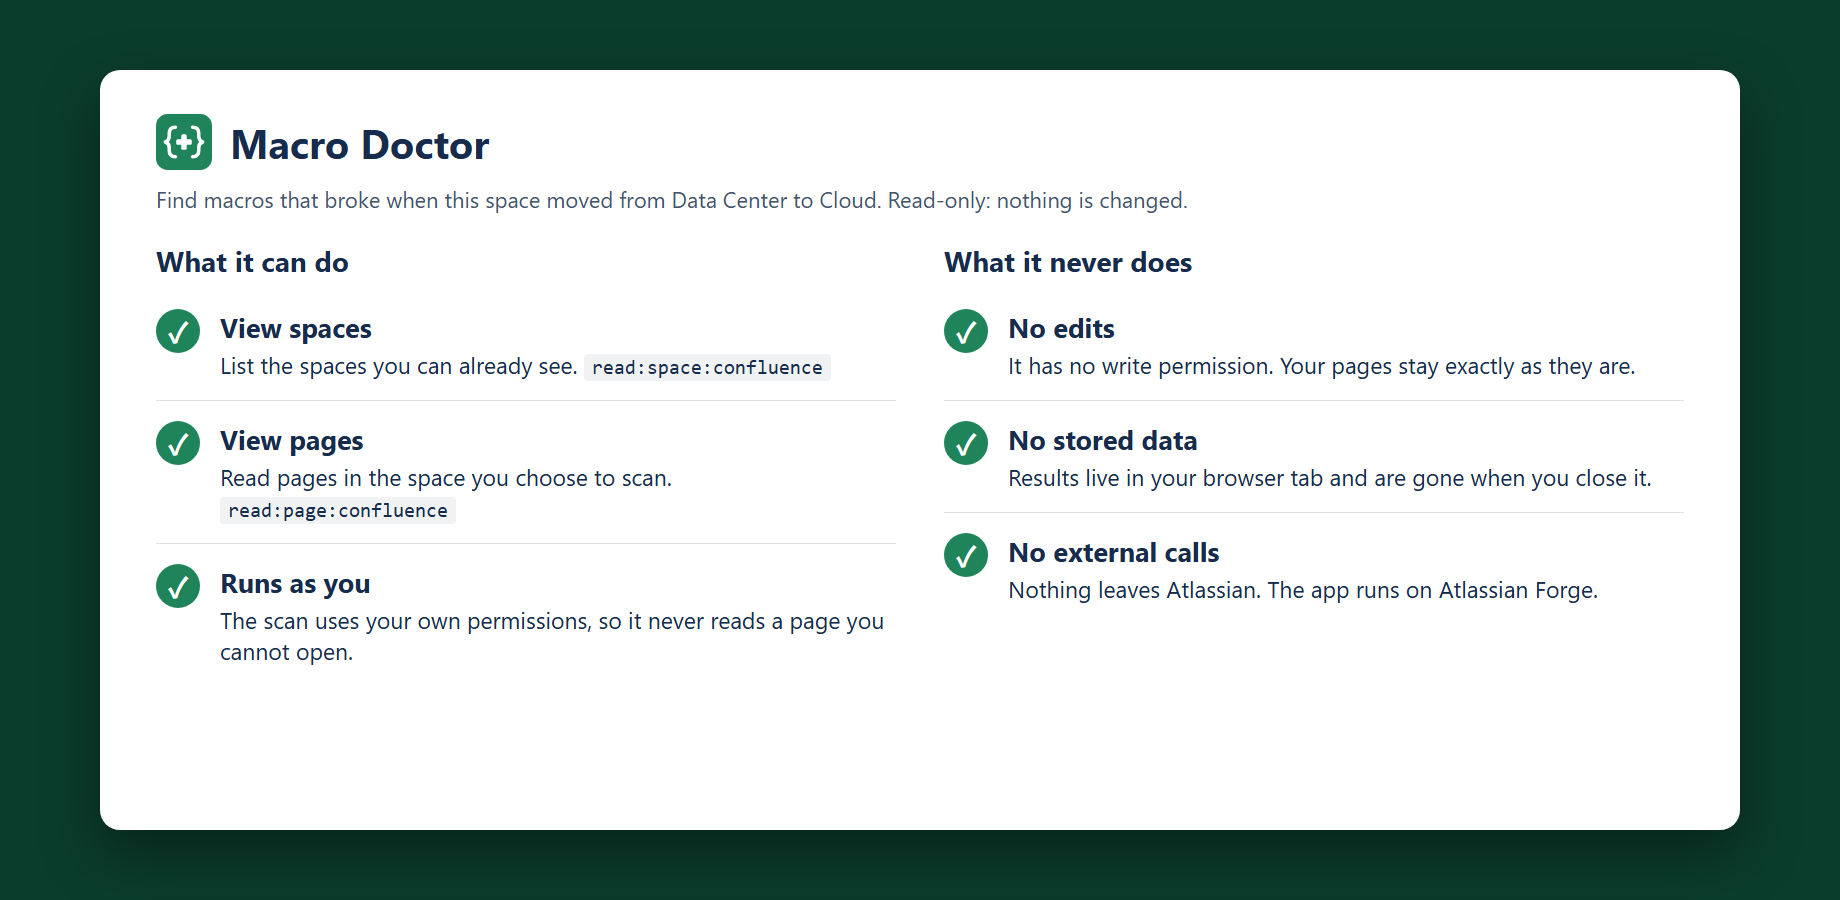 {+} Macro Doctor
Find macros that broke when this space moved from Data Center to Cloud. Read-only: nothing is changed.
What it can do
View spaces
List the spaces you can already see. read:space:confluence
View pages
Read pages in the space you choose to scan.
read:page:confluence
Runs as you
The scan uses your own permissions, so it never reads a page you
cannot open.
What it never does
No edits
It has no write permission. Your pages stay exactly as they are.
No stored data
Results live in your browser tab and are gone when you close it.
No external calls
Nothing leaves Atlassian. The app runs on Atlassian Forge.